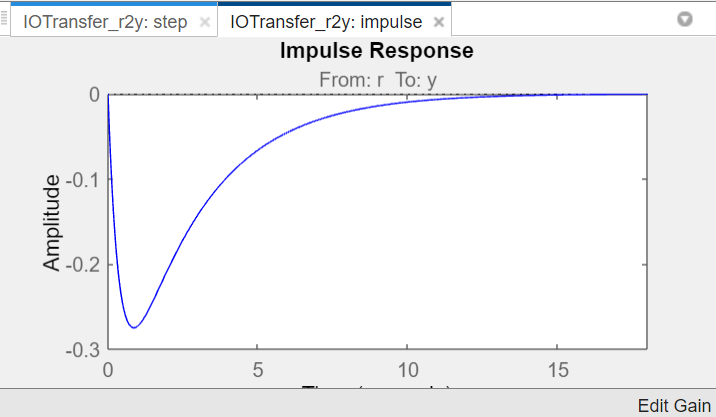 IOTransfer_r2y: step
IOTransfer_r2y: impulse
Impulse Response
From: r To: y
Amplitude
0
-0.1
-0.2
-0.3
0
5
10
15
Edit Gain